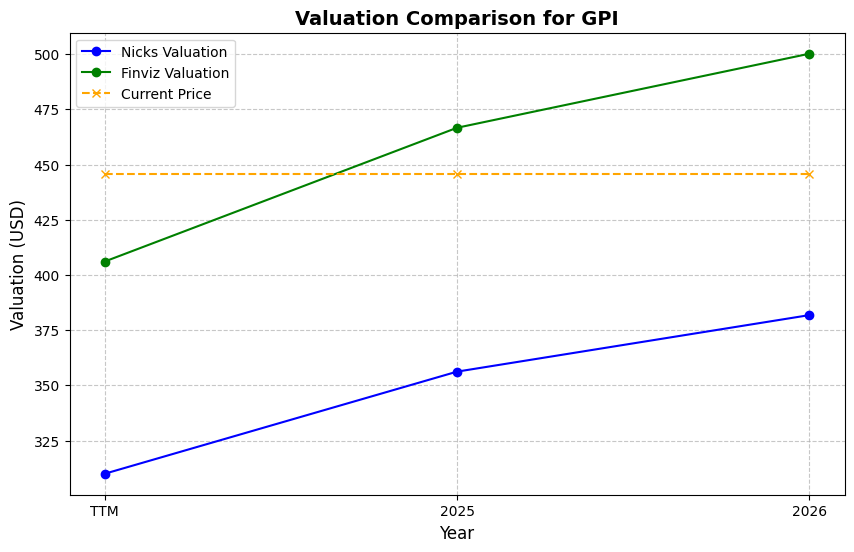 Valuation Comparison for GPI
Nicks Valuation
Finviz Valuation
Current Price
500
475
450
425
400
375
350
325
Valuation (USD)
TTM 2025 2026
Year